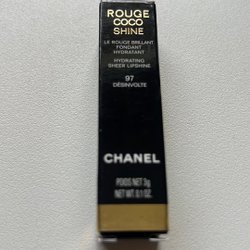 ROUGE
COCO
SHINE
LE ROUGE BRILLANT
FONDANT
HYDRATANT
HYDRATING
SHEER LIPSHINE
97
DÉSINVOLTE
CHANEL
POIDS NET 3g
NET WT. 0.1 OZ.